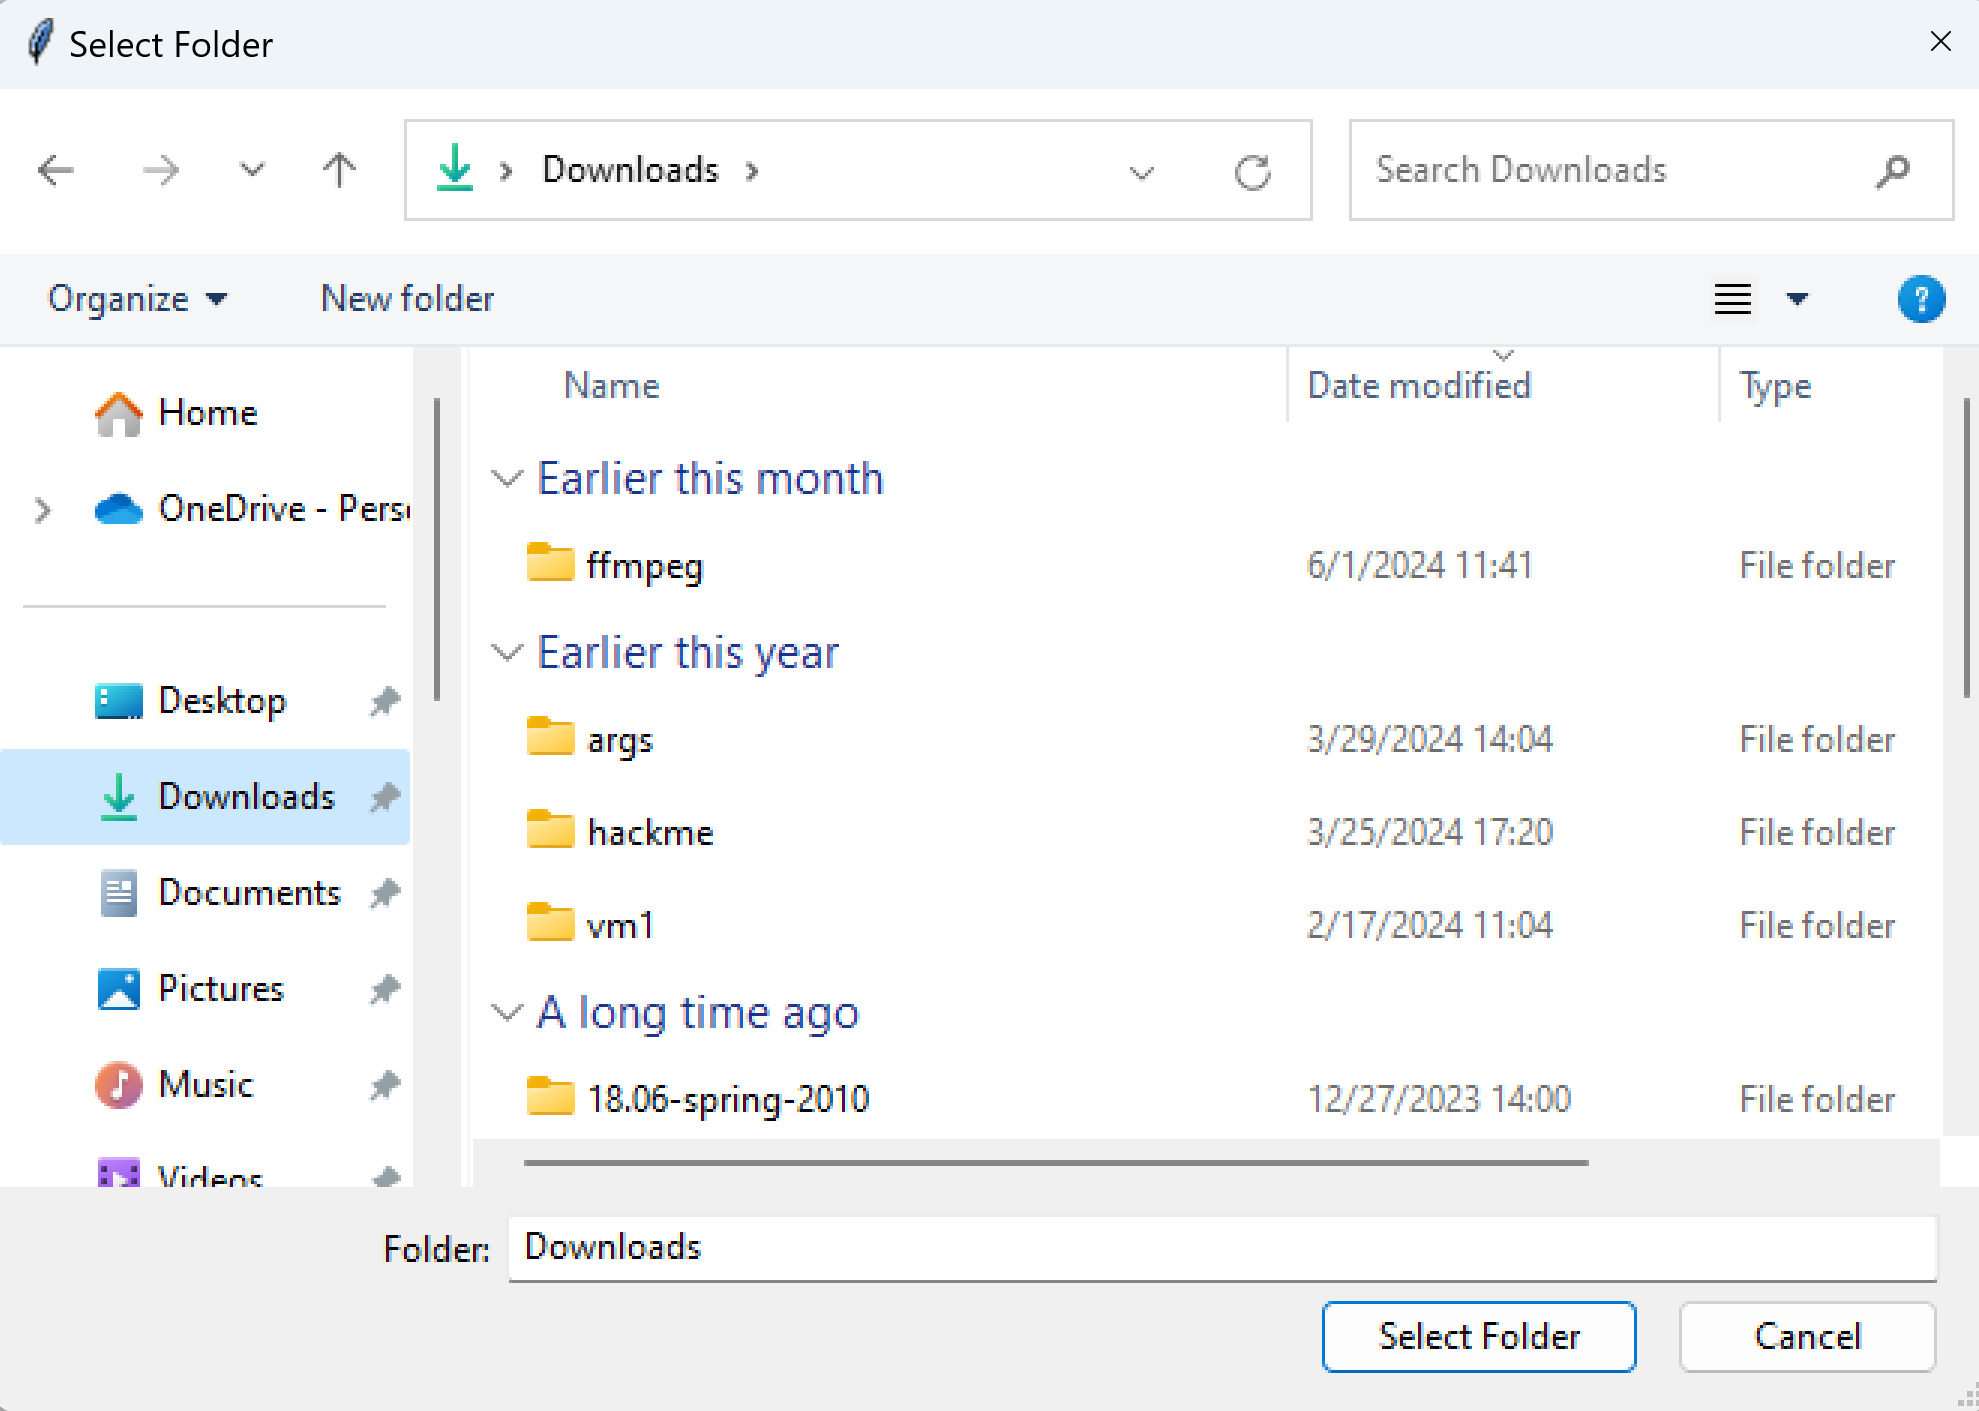 Select Folder
Downloads
Search Downloads
Organize
New folder
Home
OneDrive - Pers
Desktop
Downloads
Documents
Pictures
Music
Videos
Name Date modified Type
Earlier this month
ffmpeg 6/1/2024 11:41 File folder
Earlier this year
args 3/29/2024 14:04 File folder
hackme 3/25/2024 17:20 File folder
vm1 2/17/2024 11:04 File folder
A long time ago
18.06-spring-2010 12/27/2023 14:00 File folder
Folder: Downloads
Select Folder Cancel